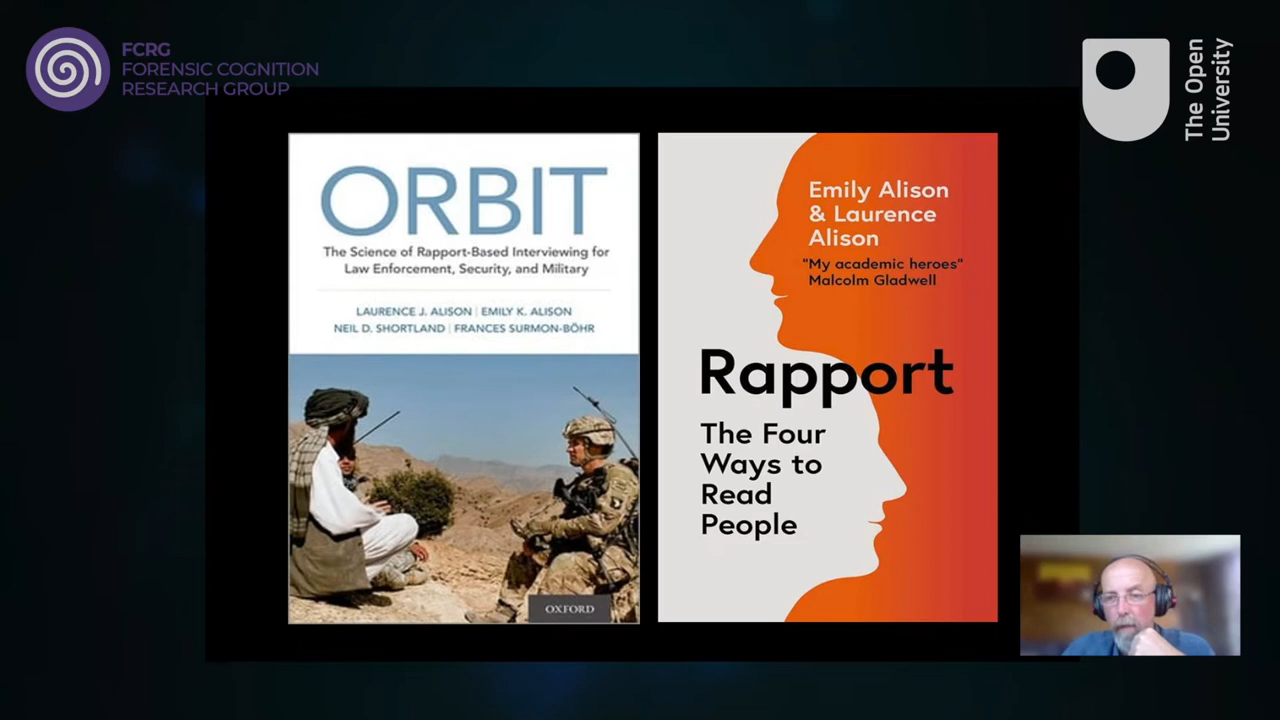 FCRG
FORENSIC COGNITION
RESEARCH GROUP
The Open
University
ORBIT
The Science of Rapport-Based Interviewing for
Law Enforcement, Security, and Military
LAURENCE J. ALISON | EMILY K. ALISON
NEIL D. SHORTLAND | FRANCES SURMON-BÖHR
OXFORD
Emily Alison
& Laurence
Alison
"My academic heroes"
Malcolm Gladwell
Rapport
The Four
Ways to
Read
People